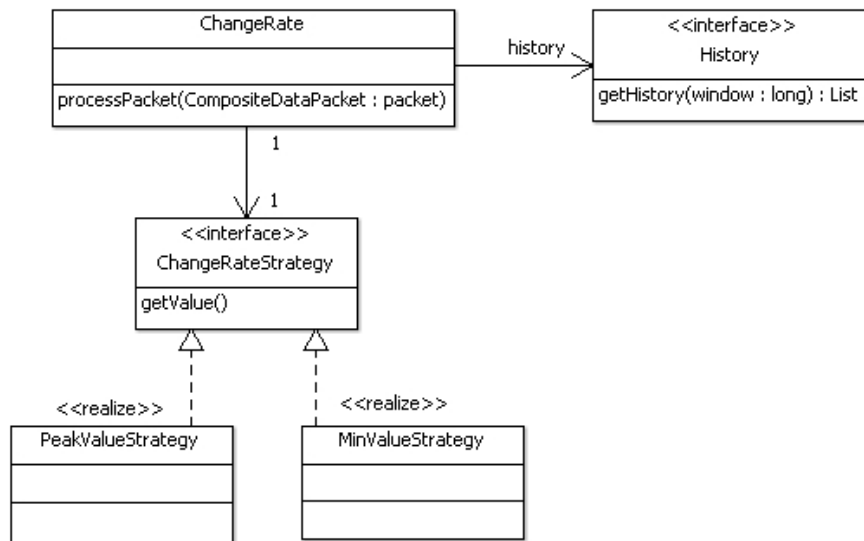 ChangeRate
processPacket(CompositeDataPacket : packet)
history
<<interface>>
History
getHistory(window : long) : List
1
1
<<interface>>
ChangeRateStrategy
getValue()
<<realize>>
<<realize>>
PeakValueStrategy
MinValueStrategy